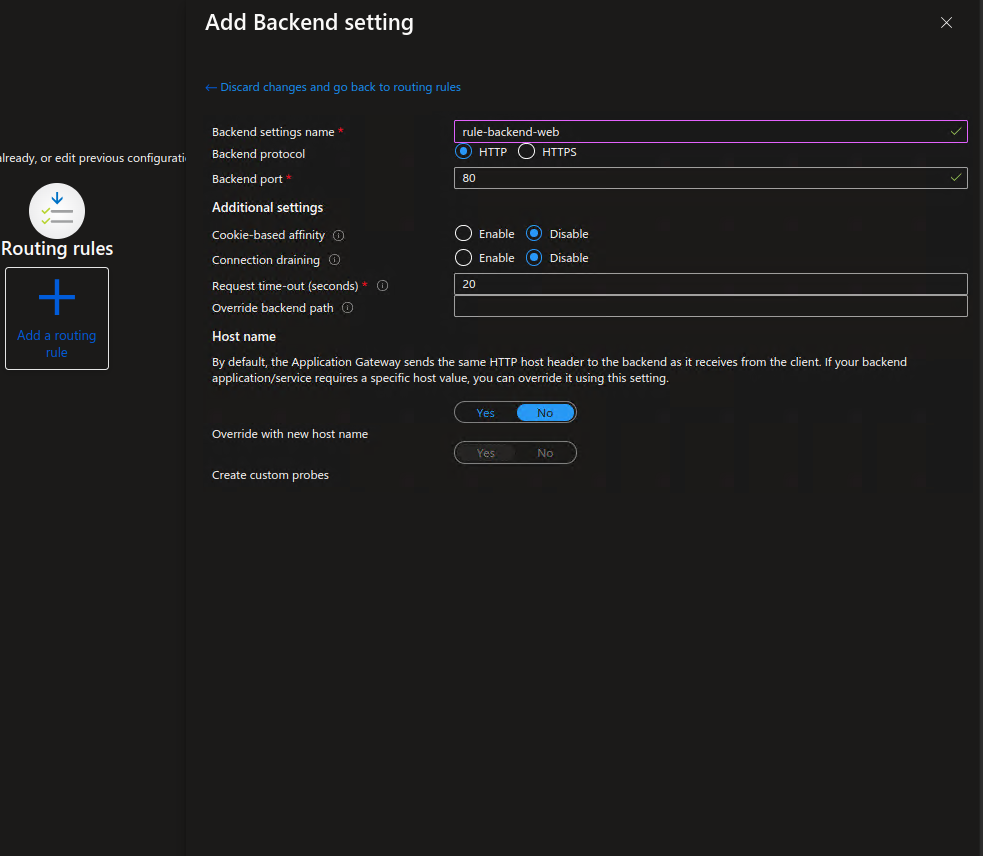 Add Backend setting
← Discard changes and go back to routing rules
already, or edit previous configurati
Routing rules
Add a routing
rule
Backend settings name *
rule-backend-web
Backend protocol
HTTP HTTPS
Backend port *
80
Additional settings
Cookie-based affinity
Enable Disable
Connection draining
Enable Disable
Request time-out (seconds) *
20
Override backend path
Host name
By default, the Application Gateway sends the same HTTP host header to the backend as it receives from the client. If your backend
application/service requires a specific host value, you can override it using this setting.
Yes No
Override with new host name
Yes No
Create custom probes